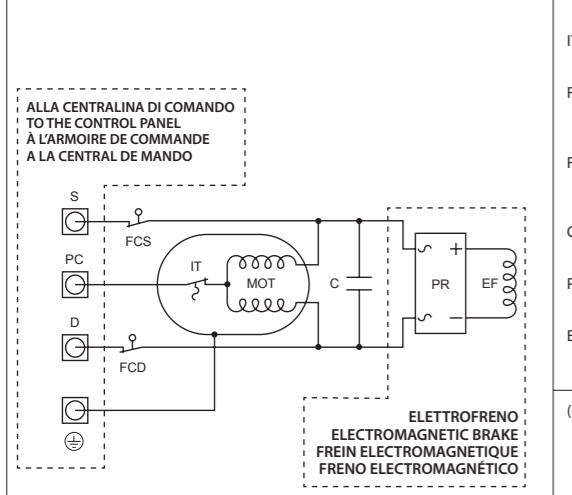 ALLA CENTRALINA DI COMANDO
TO THE CONTROL PANEL
À L'ARMOIRE DE COMMANDE
A LA CENTRAL DE MANDO
S
FCS
PC
IT
MOT
C
PR
EF
+
−
D
FCD
ELETTROFRENO
ELECTROMAGNETIC BRAKE
FREIN ELECTROMAGNETIQUE
FRENO ELECTROMAGNÉTICO